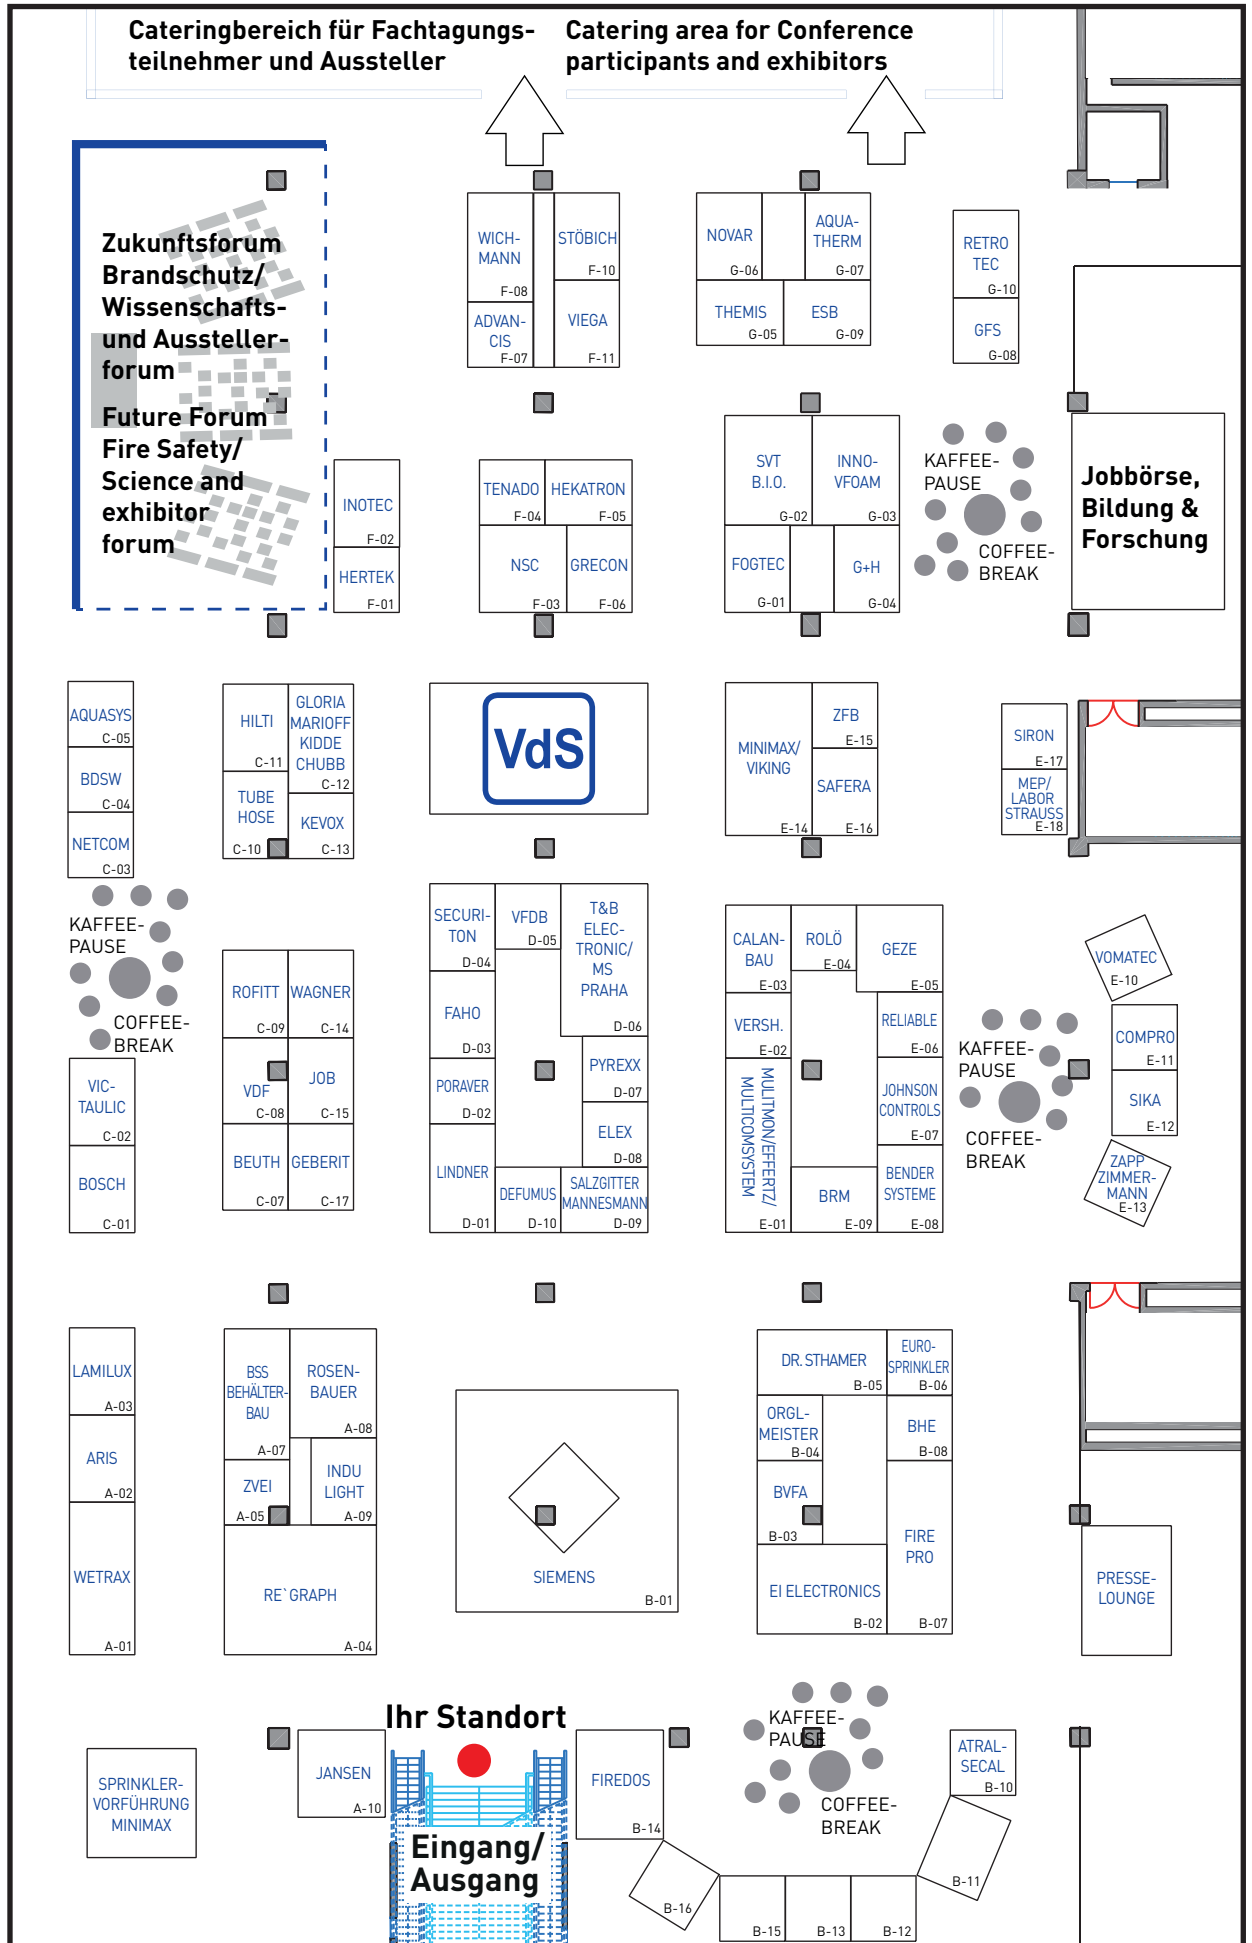 Cateringbereich für Fachtagungs-
teilnehmer und Aussteller
Catering area for Conference
participants and exhibitors
Zukunftsforum
Brandschutz/
Wissenschafts-
und Aussteller-
forum
Future Forum
Fire Safety/
Science and
exhibitor
forum
WICH-
MANN
F-08
STÖBICH
F-10
ADVAN-
CIS
F-07
VIEGA
F-11
NOVAR
G-06
AQUA-
THERM
G-07
THEMIS
G-05
ESB
G-09
RETRO
TEC
G-10
GFS
G-08
INOTEC
F-02
HERTEK
F-01
TENADO
F-04
HEKATRON
F-05
NSC
F-03
GRECON
F-06
SVT
B.I.O.
G-02
INNO-
VFOAM
G-03
FOGTEC
G-01
G+H
G-04
KAFFEE-
PAUSE
COFFEE-
BREAK
Jobbörse,
Bildung &
Forschung
AQUASYS
C-05
BDSW
C-04
NETCOM
C-03
HILTI
C-11
GLORIA
MARIOFF
KIDDE
CHUBB
C-12
TUBE
HOSE
C-10
KEVOX
C-13
VdS
MINIMAX/
VIKING
E-14
ZFB
E-15
SAFERA
E-16
SIRON
E-17
MEP/
LABOR
STRAUSS
E-18
KAFFEE-
PAUSE
COFFEE-
BREAK
VIC-
TAULIC
C-02
BOSCH
C-01
ROFITT
C-09
WAGNER
C-14
VDF
C-08
JOB
C-15
BEUTH
C-07
GEBERIT
C-17
SECURI-
TON
D-04
VFDB
D-05
T&B
ELEC-
TRONIC/
MS
PRAHA
D-06
FAHO
D-03
PORAVER
D-02
LINDNER
D-01
PYREXX
D-07
ELEX
D-08
DEFUMUS
D-10
SALZGITTER
MANNESMANN
D-09
CALAN-
BAU
E-03
ROLÖ
E-04
GEZE
E-05
VERSH.
E-02
RELIABLE
E-06
MULITMON/EFFERTZ/
MULTICOMSYSTEM
E-01
JOHNSON
CONTROLS
E-07
BRM
E-09
BENDER
SYSTEME
E-08
KAFFEE-
PAUSE
COFFEE-
BREAK
VOMATEC
E-10
COMPRO
E-11
SIKA
E-12
ZAPP
ZIMMER-
MANN
E-13
LAMILUX
A-03
ARIS
A-02
WETRAX
A-01
BSS
BEHÄLTER-
BAU
A-07
ROSEN-
BAUER
A-08
ZVEI
A-05
INDU
LIGHT
A-09
RE`GRAPH
A-04
SIEMENS
B-01
DR. STHAMER
B-05
EURO-
SPRINKLER
B-06
ORGL-
MEISTER
B-04
BHE
B-08
BVFA
B-03
FIRE
PRO
B-07
EI ELECTRONICS
B-02
PRESSE-
LOUNGE
SPRINKLER-
VORFÜHRUNG
MINIMAX
JANSEN
A-10
Ihr Standort
Eingang/
Ausgang
FIREDOS
B-14
KAFFEE-
PAUSE
COFFEE-
BREAK
ATRAL-
SECAL
B-10
B-11
B-16
B-15
B-13
B-12